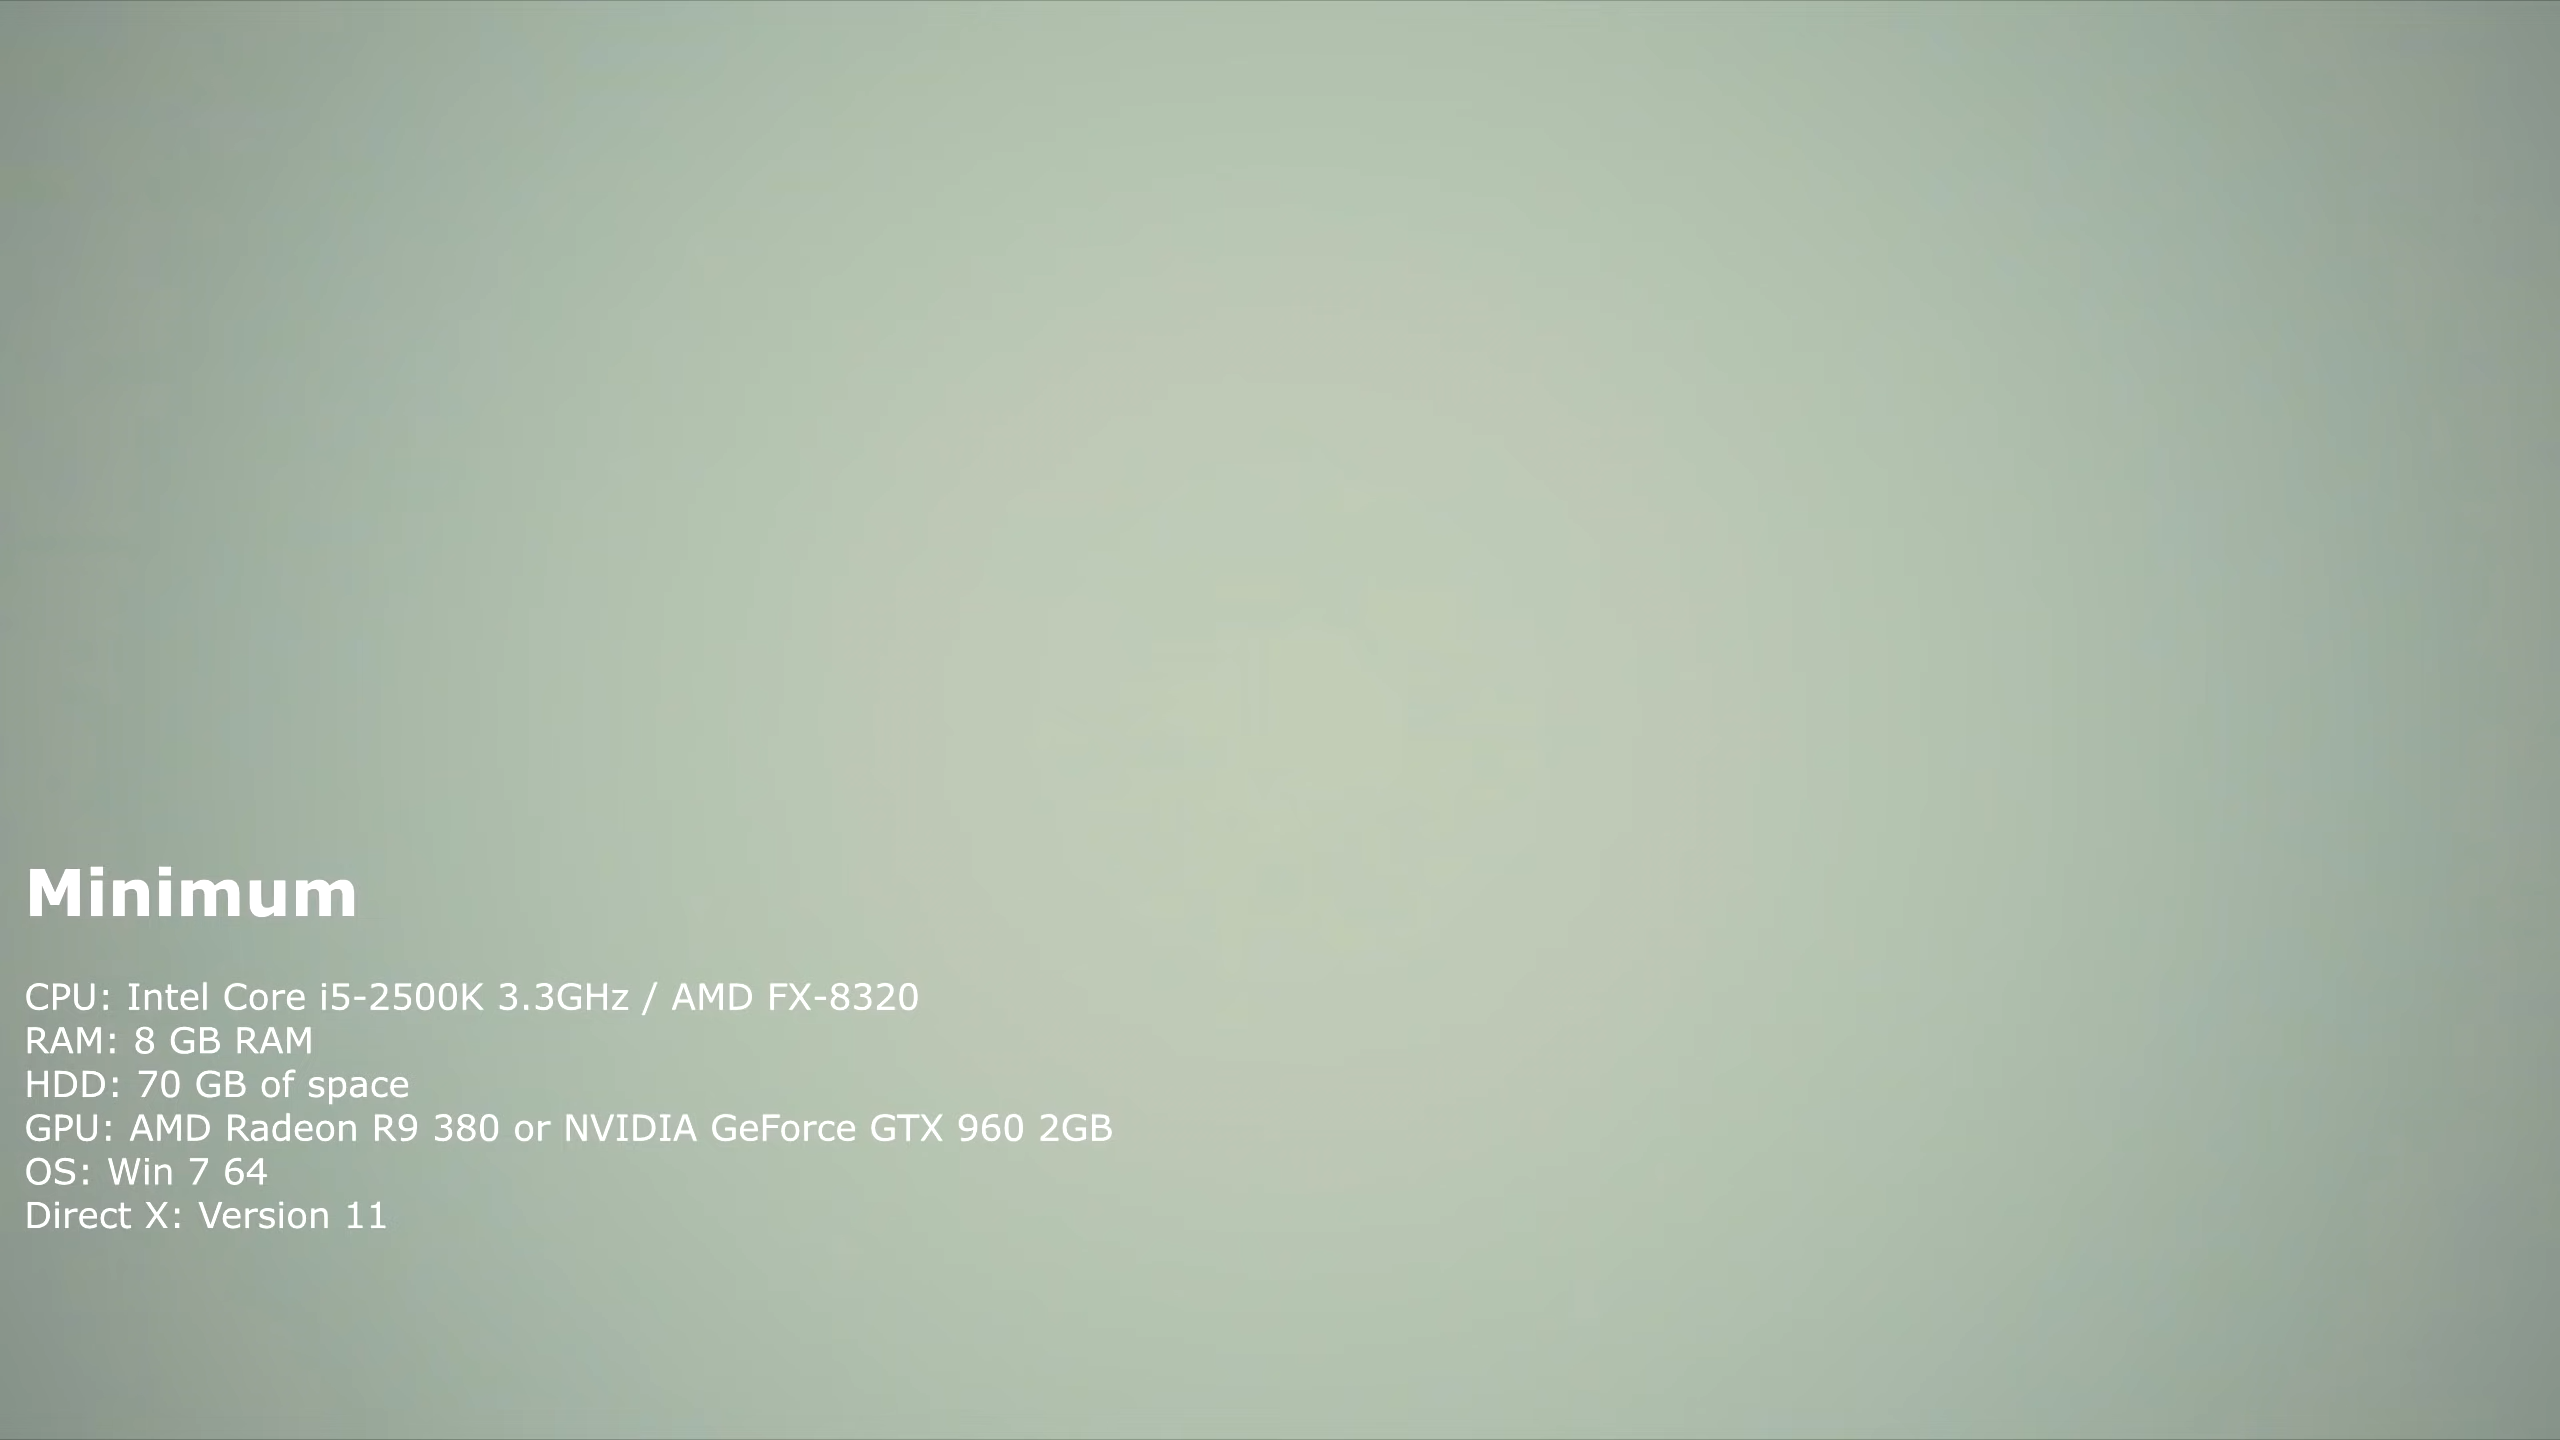 Minimum
CPU: Intel Core i5-2500K 3.3GHz / AMD FX-8320
RAM: 8 GB RAM
HDD: 70 GB of space
GPU: AMD Radeon R9 380 or NVIDIA GeForce GTX 960 2GB
OS: Win 7 64
Direct X: Version 11